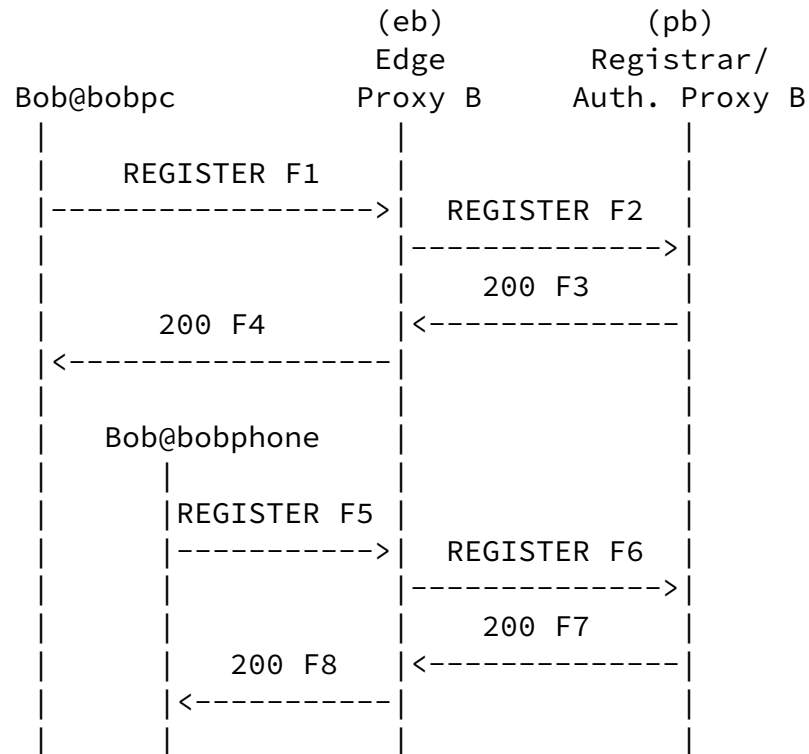 (eb) (pb)
Edge Registrar/
Bob@bobpc Proxy B Auth. Proxy B
REGISTER F1
REGISTER F2
200 F3
200 F4
Bob@bobphone
REGISTER F5
REGISTER F6
200 F7
200 F8